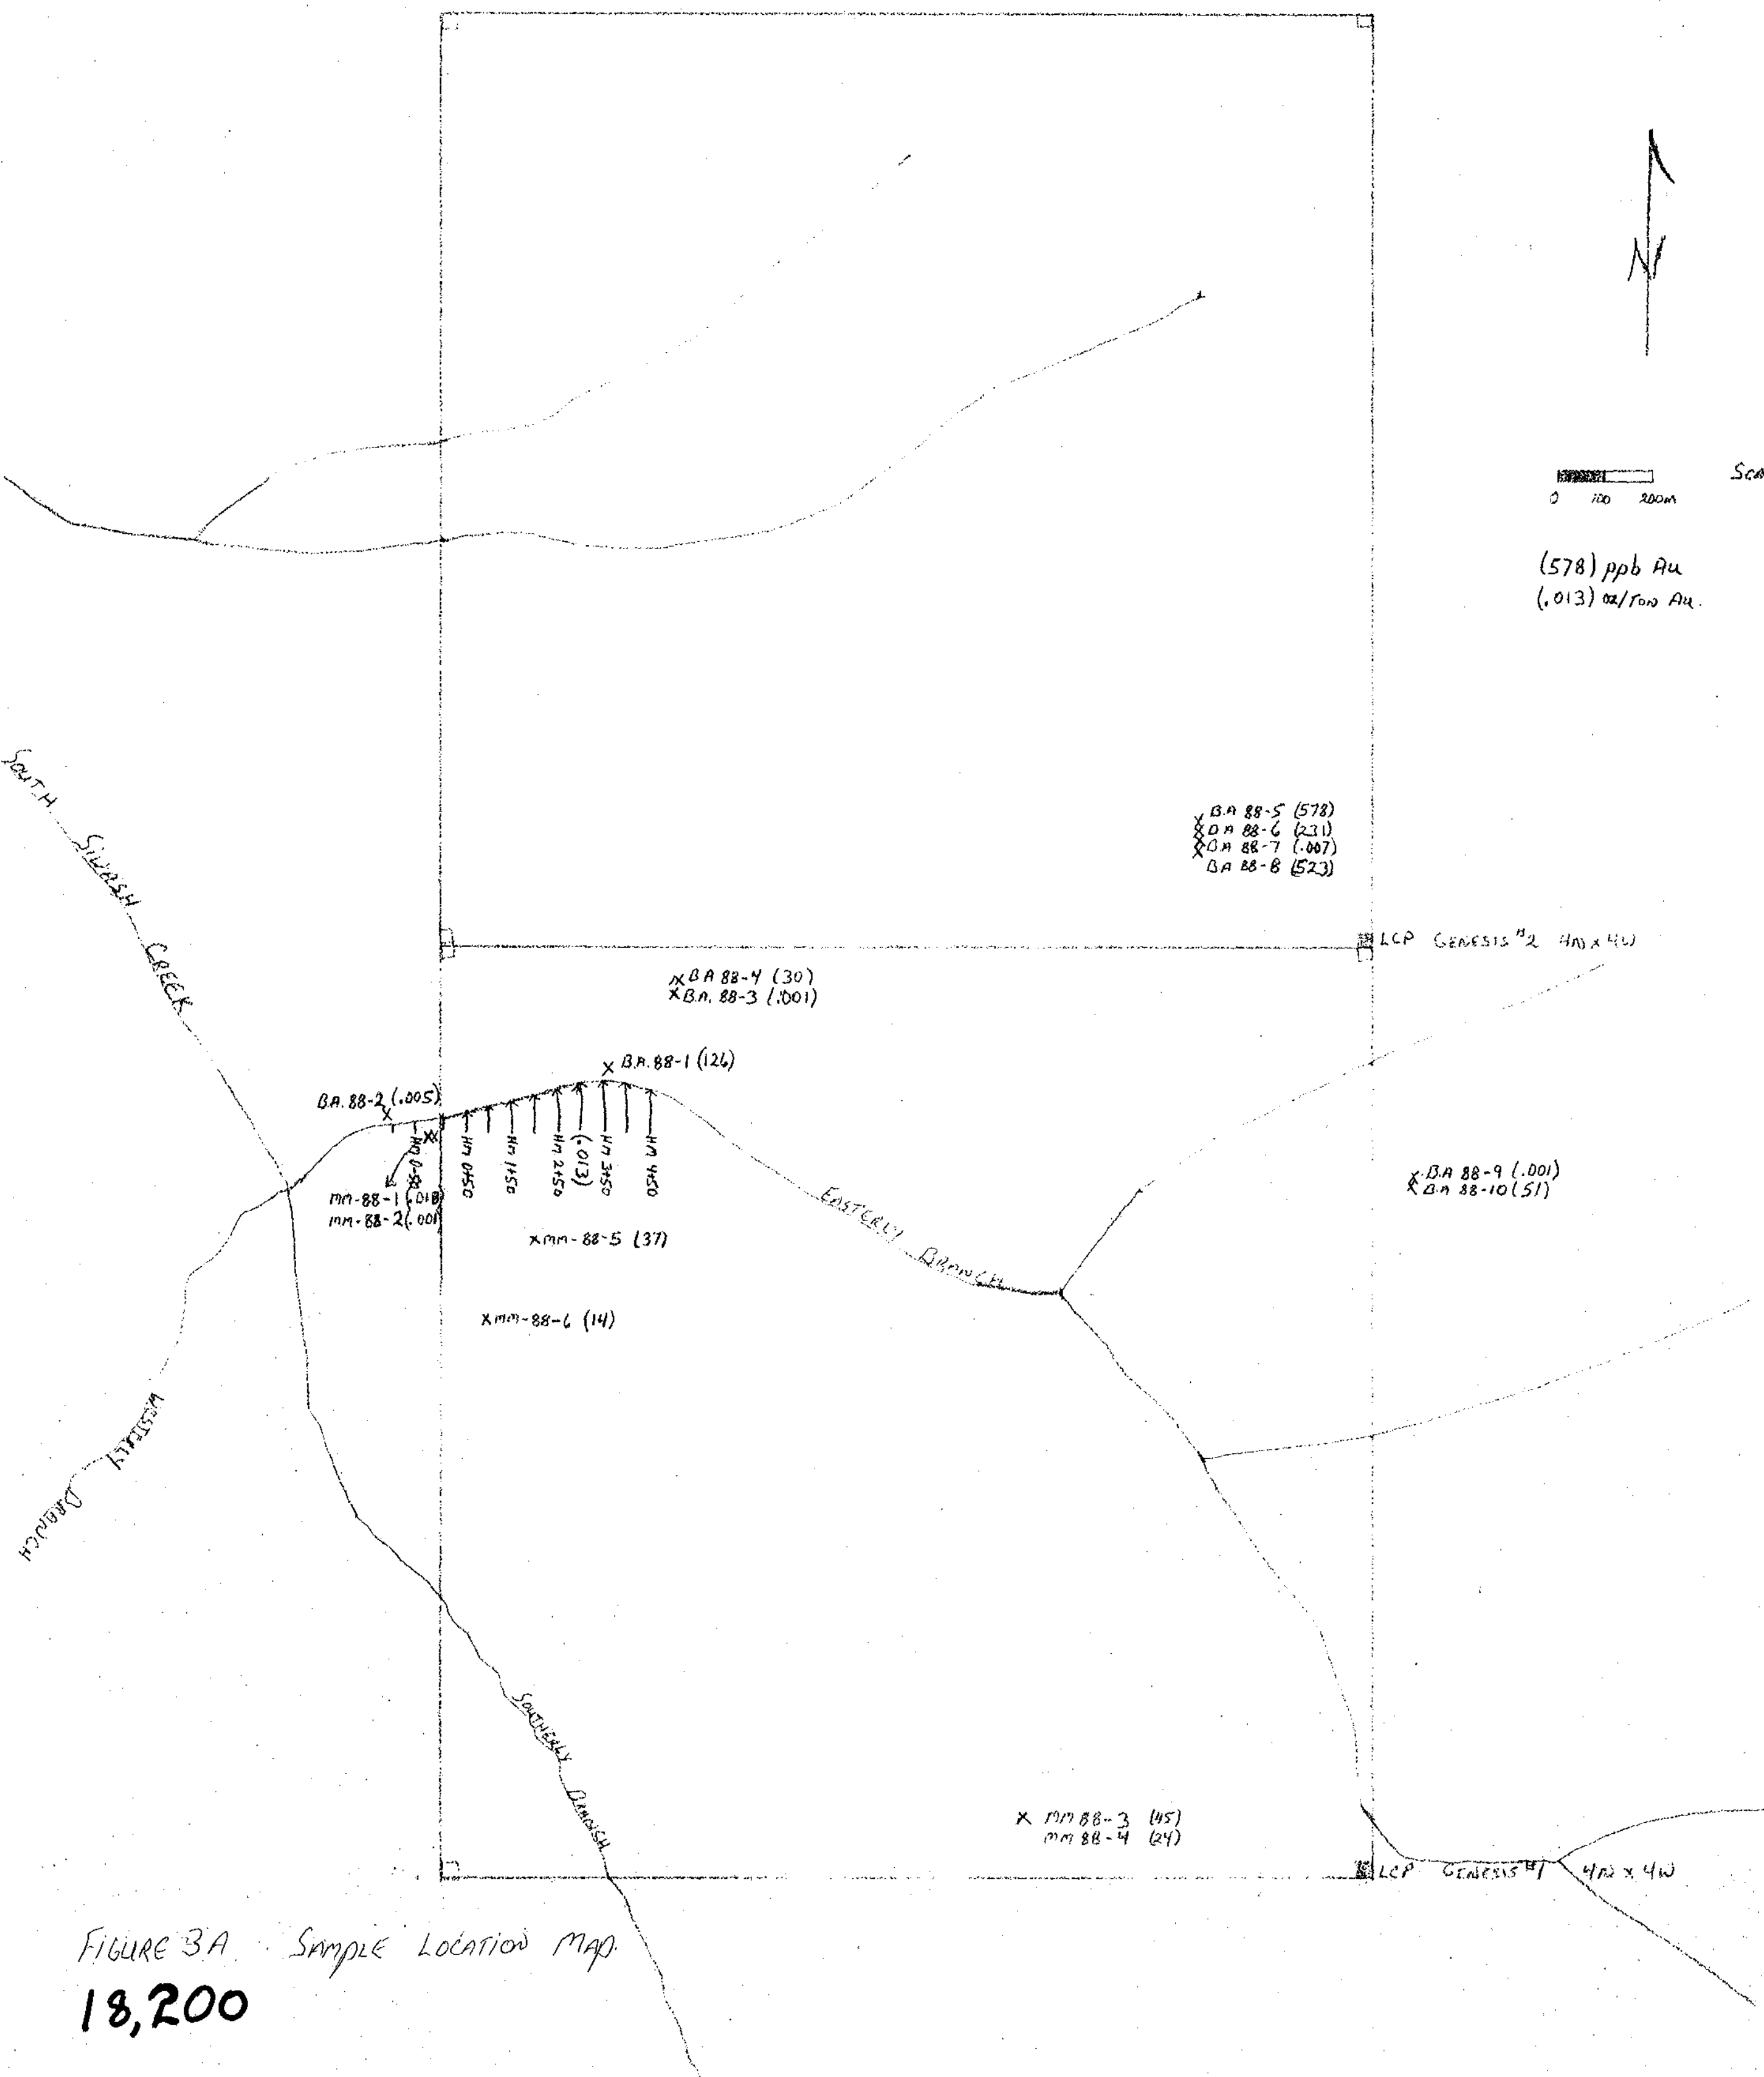 N
0 100 200m
(578) ppb Au
(.013) oz/Ton Au.
SOUTH SIWASH CREEK
B.A 88-5 (578)
BA 88-6 (231)
BA 88-7 (.007)
BA 88-8 (523)
LCP GENESIS #2 4N x 4W
BA 88-4 (30)
B.A. 88-3 (.001)
B.A. 88-1 (126)
B.A. 88-2 (.005)
HM 0+50
HM 1+50
HM 2+50
(.013)
HM 3+50
HM 4+50
MM-88-1
MM-88-2 (.001)
MM-88-5 (37)
MM-88-6 (14)
EASTERLY BRANCH
B.A 88-9 (.001)
B.A 88-10 (51)
WESTERLY BRANCH
SOUTHERLY BRANCH
MM 88-3 (45)
MM 88-4 (24)
LCP GENESIS #1 4N x 4W
FIGURE 3A SAMPLE LOCATION MAP.
18,200